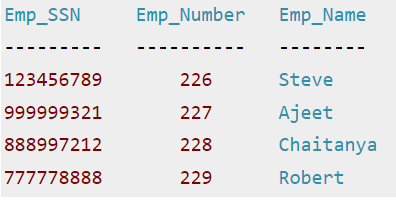 Emp_SSN Emp_Number Emp_Name
--------- ---------- --------
123456789 226 Steve
999999321 227 Ajeet
888997212 228 Chaitanya
777778888 229 Robert